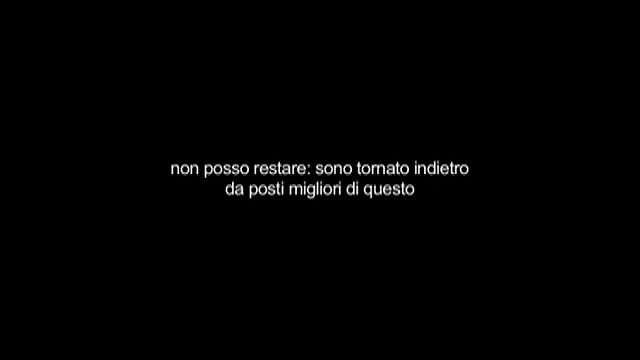 non posso restare: sono tornato indietro
da posti migliori di questo